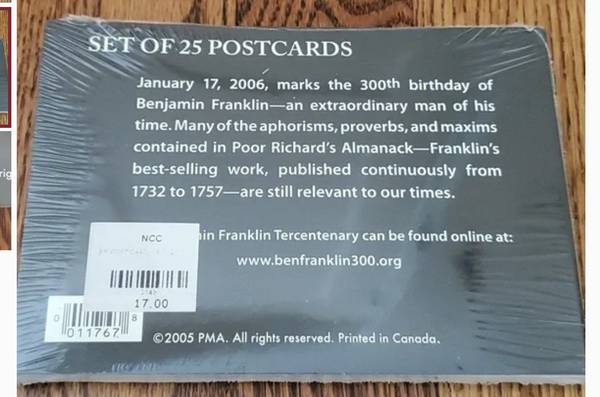 SET OF 25 POSTCARDS
January 17, 2006, marks the 300th birthday of
Benjamin Franklin—an extraordinary man of his
time. Many of the aphorisms, proverbs, and maxims
contained in Poor Richard's Almanack—Franklin's
best-selling work, published continuously from
1732 to 1757—are still relevant to our times.
Franklin Tercentenary can be found online at:
www.benfranklin300.org
NCC
17.00
0 011767 8
©2005 PMA. All rights reserved. Printed in Canada.